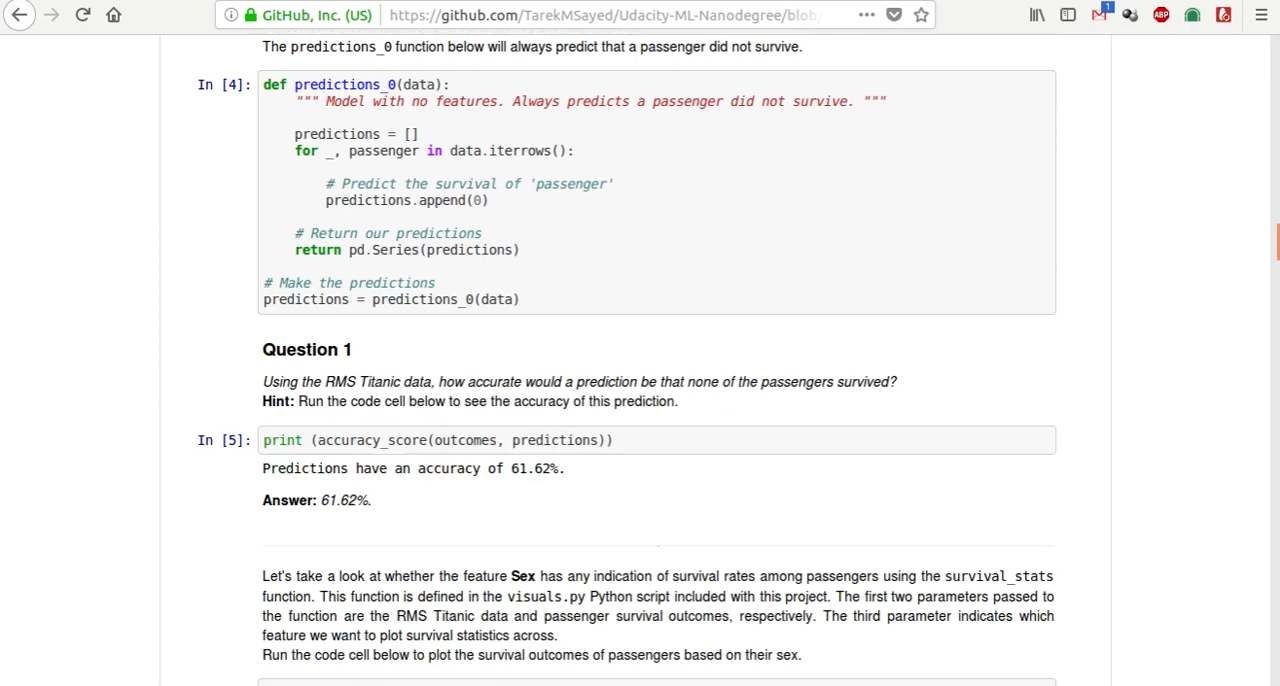 GitHub, Inc. (US) https://github.com/TarekMSayed/Udacity-ML-Nanodegree/blob/
1
ABP
The predictions_0 function below will always predict that a passenger did not survive.
In [4]: def predictions_0(data):
""" Model with no features. Always predicts a passenger did not survive. """
predictions = []
for _, passenger in data.iterrows():
# Predict the survival of 'passenger'
predictions.append(0)
# Return our predictions
return pd.Series(predictions)
# Make the predictions
predictions = predictions_0(data)
Question 1
Using the RMS Titanic data, how accurate would a prediction be that none of the passengers survived?
Hint: Run the code cell below to see the accuracy of this prediction.
In [5]: print (accuracy_score(outcomes, predictions))
Predictions have an accuracy of 61.62%.
Answer: 61.62%.
Let's take a look at whether the feature Sex has any indication of survival rates among passengers using the survival_stats
function. This function is defined in the visuals.py Python script included with this project. The first two parameters passed to
the function are the RMS Titanic data and passenger survival outcomes, respectively. The third parameter indicates which
feature we want to plot survival statistics across.
Run the code cell below to plot the survival outcomes of passengers based on their sex.